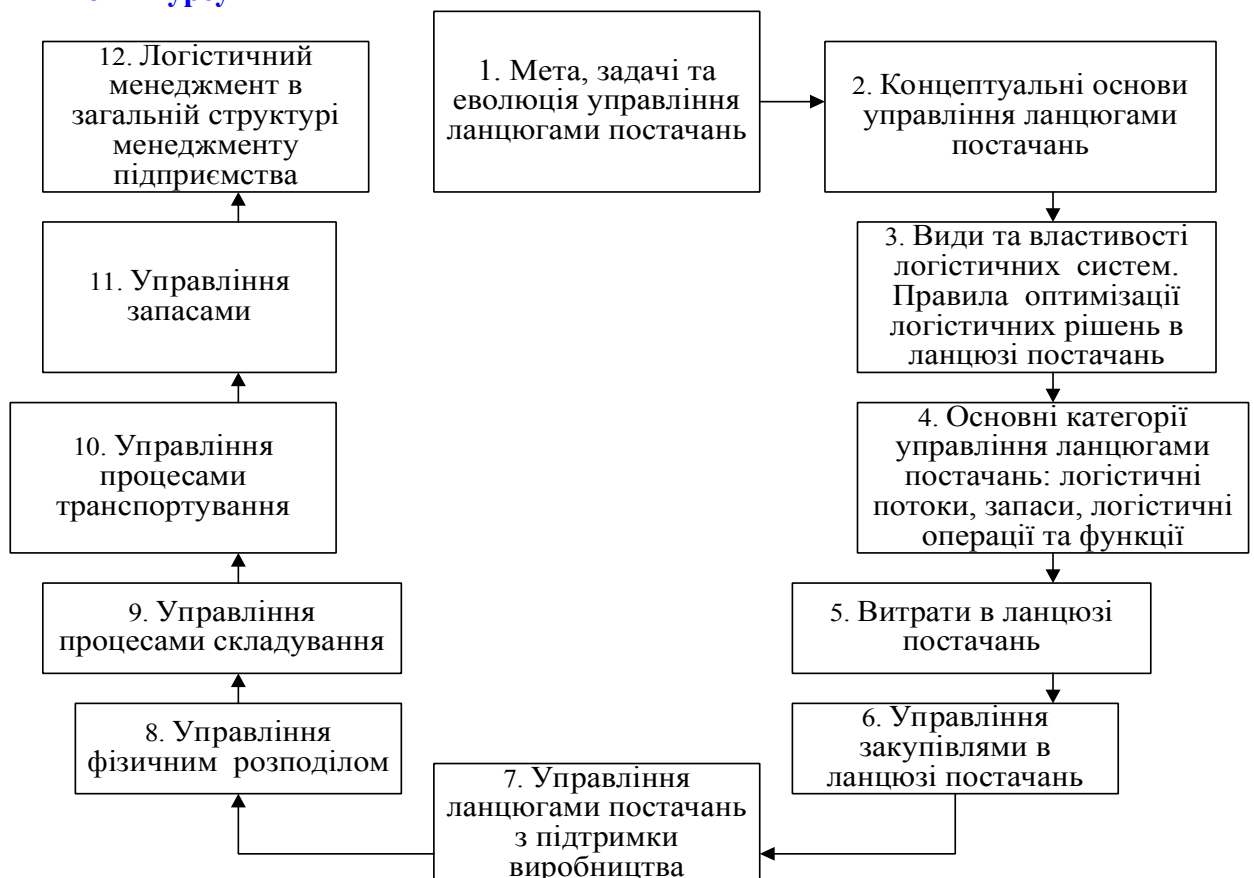 1. Мета, задачі та
еволюція управління
ланцюгами постачань
2. Концептуальні основи
управління ланцюгами
постачань
3. Види та властивості
логістичних систем.
Правила оптимізації
логістичних рішень в
ланцюзі постачань
4. Основні категорії
управління ланцюгами
постачань: логістичні
потоки, запаси, логістичні
операції та функції
5. Витрати в ланцюзі
постачань
6. Управління
закупівлями в
ланцюзі постачань
7. Управління
ланцюгами постачань
з підтримки
виробництва
8. Управління
фізичним розподілом
9. Управління
процесами складування
10. Управління
процесами
транспортування
11. Управління
запасами
12. Логістичний
менеджмент в
загальній структурі
менеджменту
підприємства